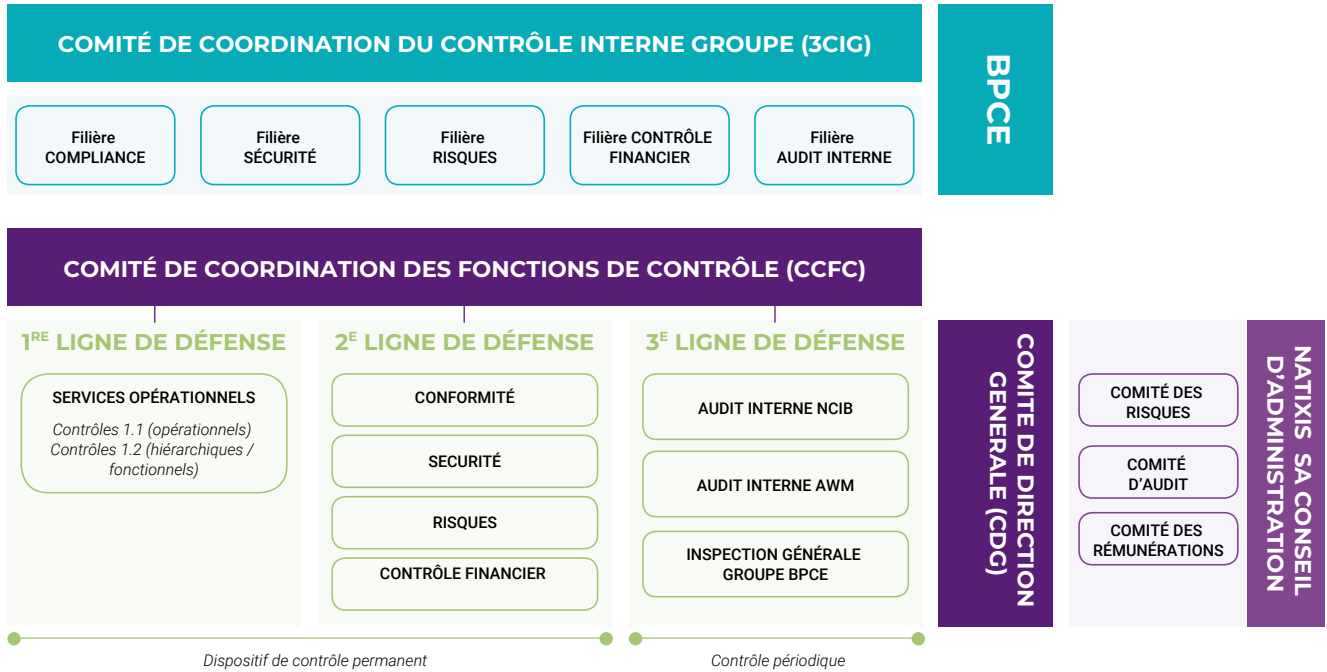 COMITÉ DE COORDINATION DU CONTRÔLE INTERNE GROUPE (3CIG)
Filière
COMPLIANCE
Filière
SÉCURITÉ
Filière
RISQUES
Filière CONTRÔLE
FINANCIER
Filière
AUDIT INTERNE
BPCE
COMITÉ DE COORDINATION DES FONCTIONS DE CONTRÔLE (CCFC)
1RE LIGNE DE DÉFENSE
SERVICES OPÉRATIONNELS
Contrôles 1.1 (opérationnels)
Contrôles 1.2 (hiérarchiques /
fonctionnels)
2E LIGNE DE DÉFENSE
CONFORMITÉ
SECURITÉ
RISQUES
CONTRÔLE FINANCIER
3E LIGNE DE DÉFENSE
AUDIT INTERNE NCIB
AUDIT INTERNE AWM
INSPECTION GÉNÉRALE
GROUPE BPCE
Dispositif de contrôle permanent
Contrôle périodique
COMITE DE DIRECTION
GENERALE (CDG)
COMITÉ DES
RISQUES
COMITÉ
D'AUDIT
COMITÉ DES
RÉMUNÉRATIONS
NATIXIS SA CONSEIL
D'ADMINISTRATION